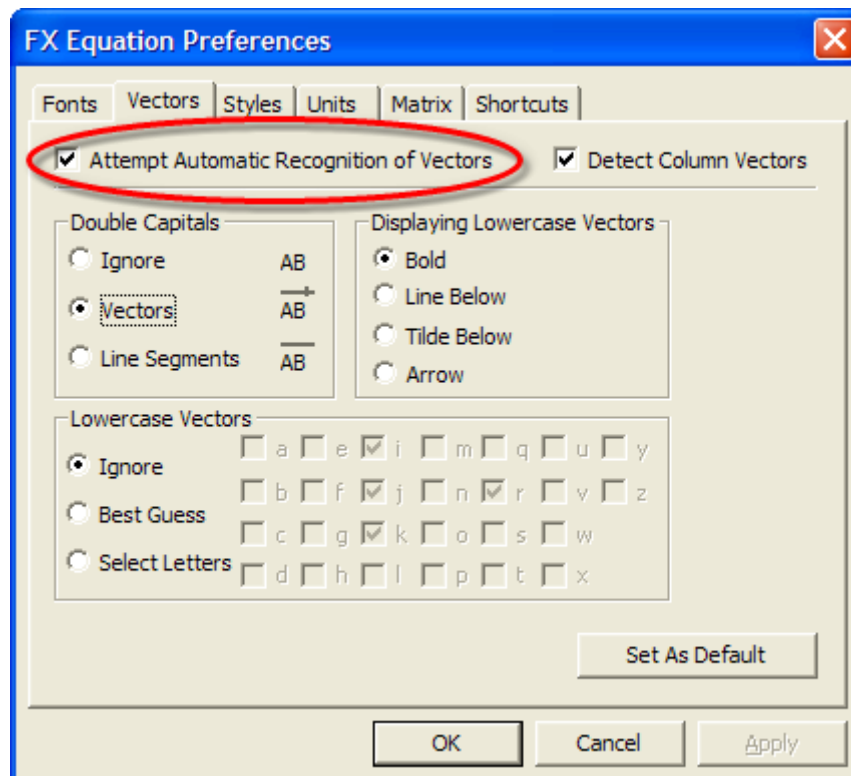 FX Equation Preferences
Fonts Vectors Styles Units Matrix Shortcuts
Attempt Automatic Recognition of Vectors Detect Column Vectors
Double Capitals
Ignore AB
Vectors AB
Line Segments AB
Displaying Lowercase Vectors
Bold
Line Below
Tilde Below
Arrow
Lowercase Vectors
Ignore
Best Guess
Select Letters
a e i m q u y
b f j n r v z
c g k o s w
d h l p t x
Set As Default
OK Cancel Apply